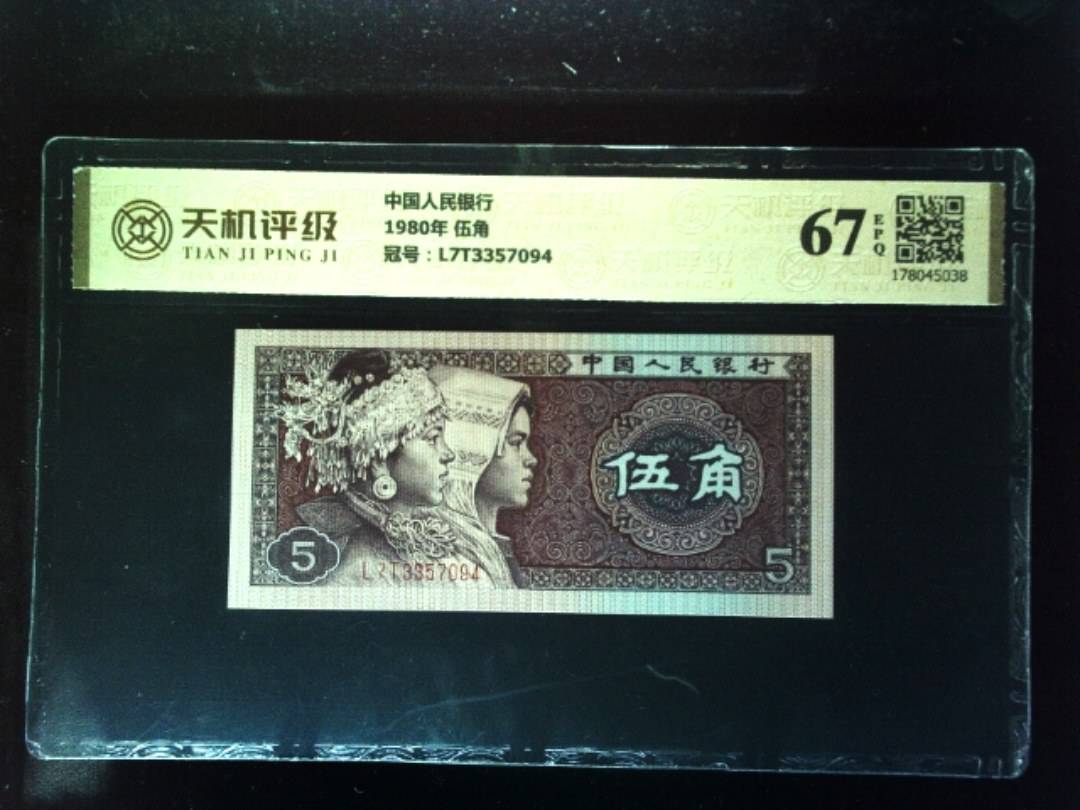 天机评级
TIAN JI PING JI
中国人民银行
1980年 伍角
冠号：L7T3357094
67
EPQ
178045038
中国人民银行
伍角
5
L7T3357094
5